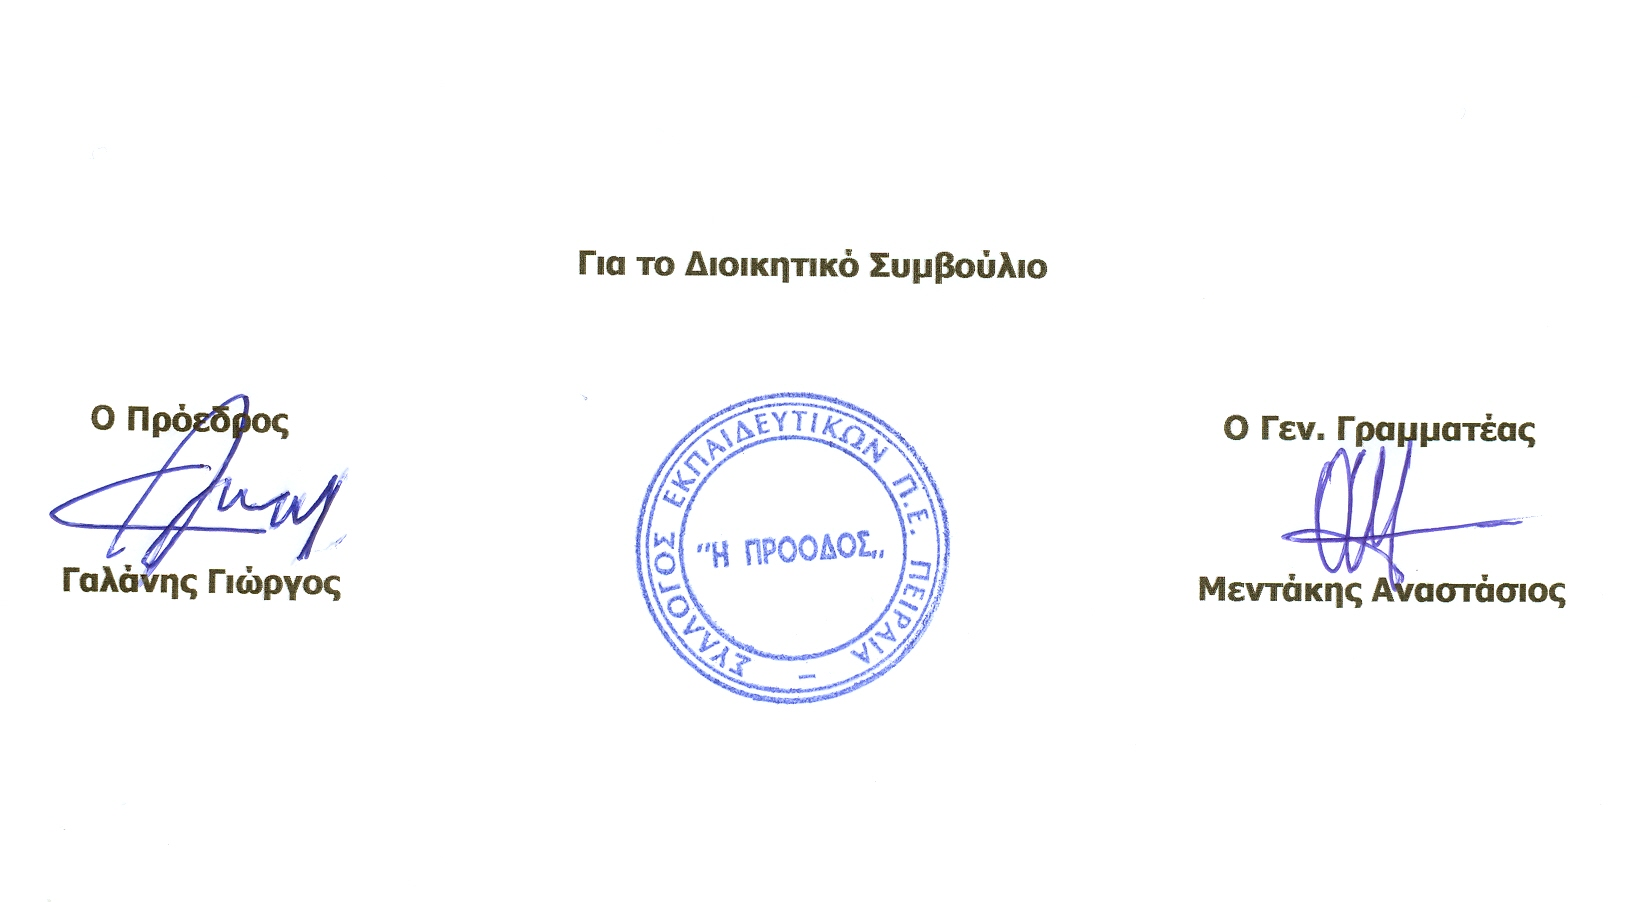 Για το Διοικητικό Συμβούλιο
Ο Πρόεδρος
Γαλάνης Γιώργος
ΣΥΛΛΟΓΟΣ ΕΚΠΑΙΔΕΥΤΙΚΩΝ Π.Ε. ΠΕΙΡΑΙΑ –
"Η ΠΡΟΟΔΟΣ„
Ο Γεν. Γραμματέας
Μεντάκης Αναστάσιος